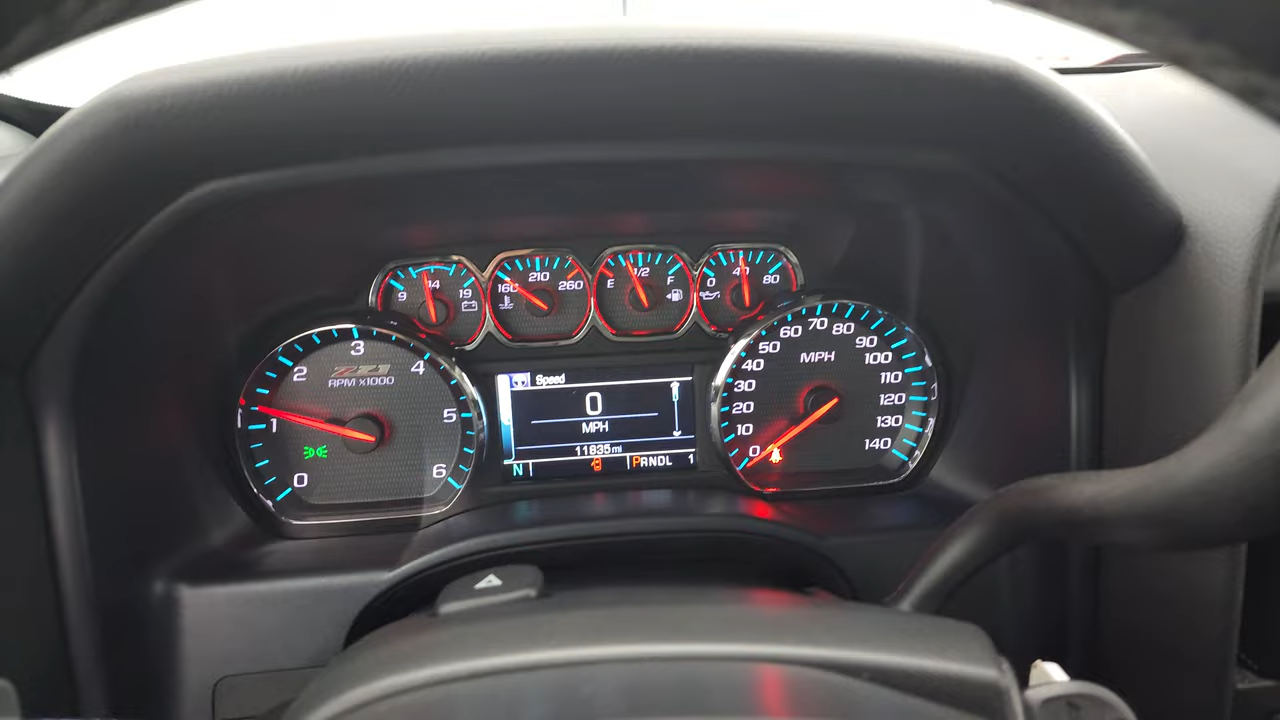 9 14 19
160 210 260
E 1/2 F
0 40 80
0 1 2 3 4 5 6
Z71
RPM x1000
Speed
0
MPH
11835 mi
N PRNDL 1
0 10 20 30 40 50 60 70 80 90 100 110 120 130 140
MPH